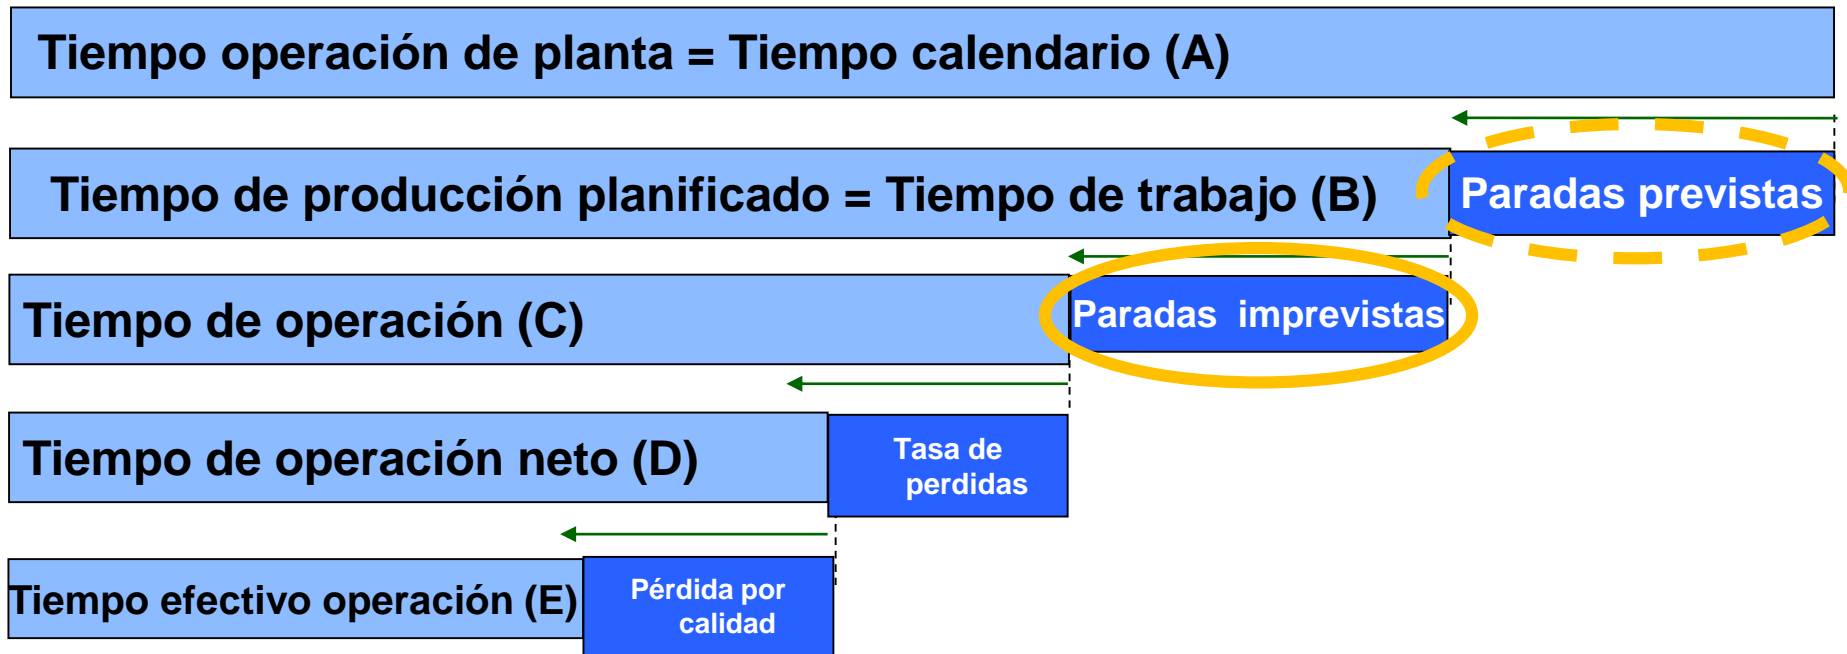 Tiempo operación de planta = Tiempo calendario (A)
Tiempo de producción planificado = Tiempo de trabajo (B)
Paradas previstas
Tiempo de operación (C)
Paradas imprevistas
Tiempo de operación neto (D)
Tasa de
perdidas
Tiempo efectivo operación (E)
Pérdida por
calidad